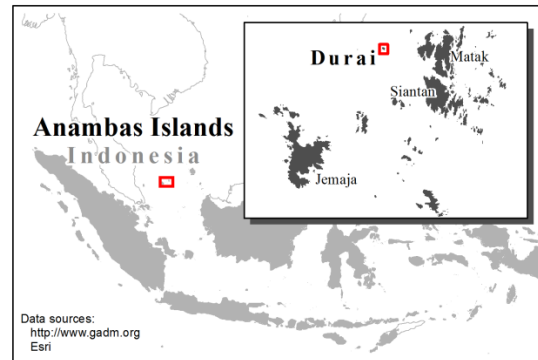 Durai
Matak
Siantan
Jemaja
Anambas Islands
Indonesia
Data sources:
http://www.gadm.org
Esri